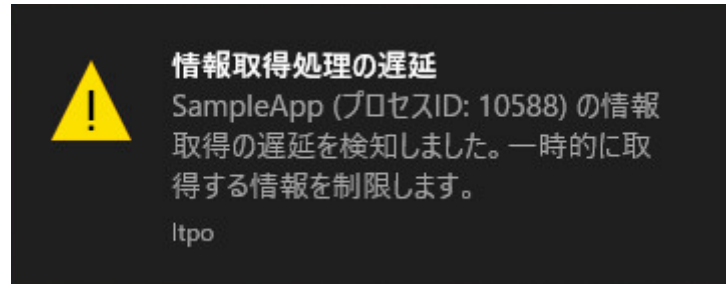 情報取得処理の遅延
SampleApp (プロセスID: 10588) の情報
取得の遅延を検知しました。一時的に取
得する情報を制限します。
ltpo